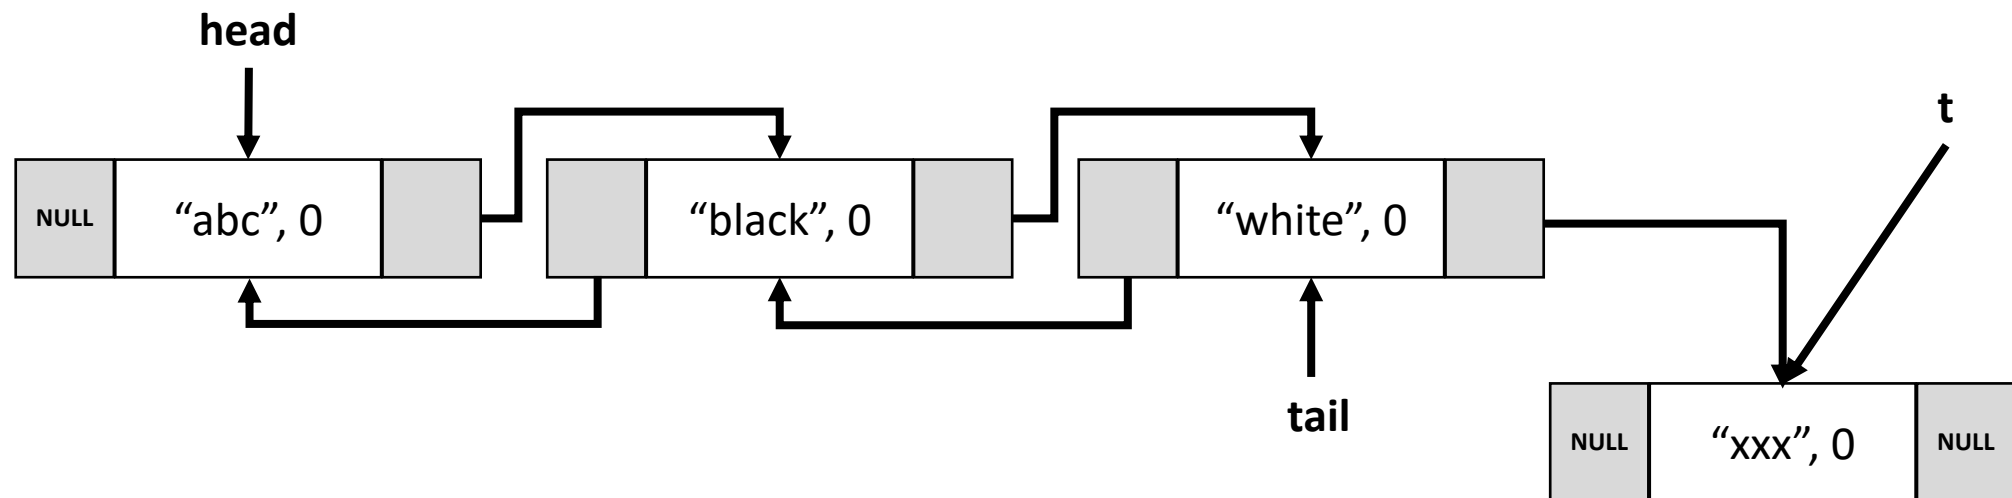 head
t
NULL
“abc”, 0
“black”, 0
“white”, 0
tail
NULL
“xxx”, 0
NULL